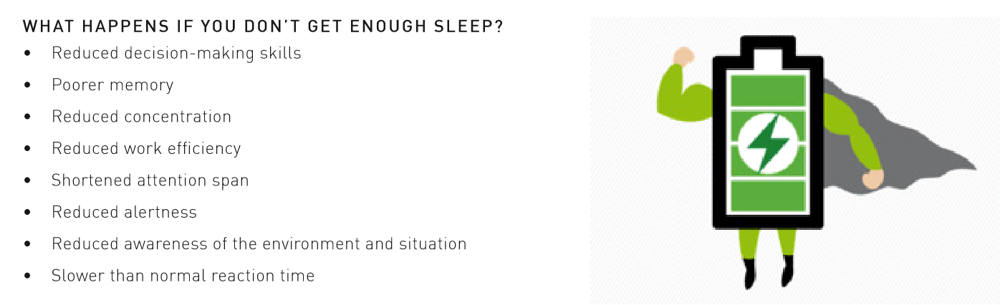 WHAT HAPPENS IF YOU DON'T GET ENOUGH SLEEP?
• Reduced decision-making skills
• Poorer memory
• Reduced concentration
• Reduced work efficiency
• Shortened attention span
• Reduced alertness
• Reduced awareness of the environment and situation
• Slower than normal reaction time